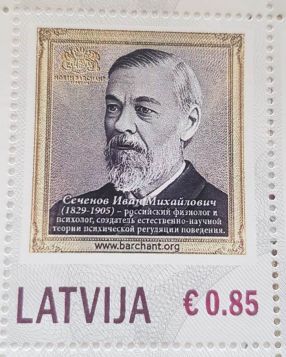 Сеченов Иван Михайлович
(1829-1905) – российский физиолог и
психолог, создатель естественно-научной
теории психической регуляции поведения.
www.barchant.org
LATVIJA € 0.85